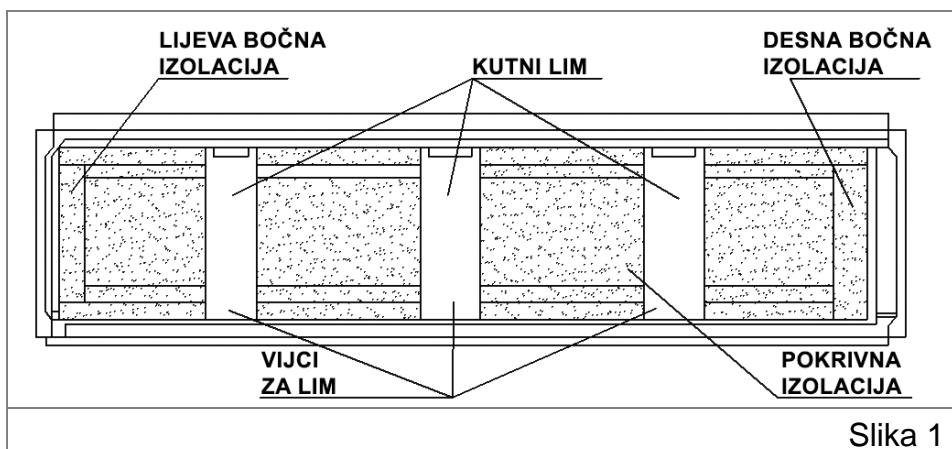 LIJEVA BOČNA
IZOLACIJA
KUTNI LIM
DESNA BOČNA
IZOLACIJA
VIJCI
ZA LIM
POKRIVNA
IZOLACIJA
Slika 1